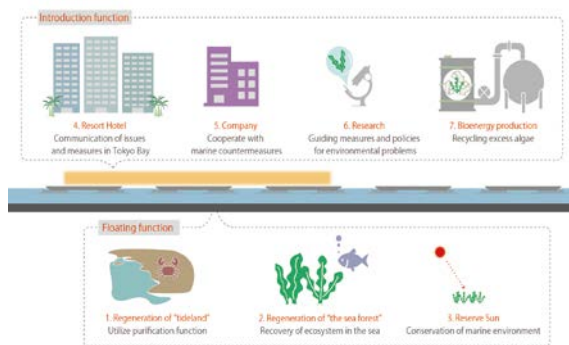 Introduction function
4. Resort Hotel
Communication of issues
and measures in Tokyo Bay
5. Company
Cooperate with
marine countermeasures
6. Research
Guiding measures and policies
for environmental problems
7. Bioenergy production
Recycling excess algae
Floating function
1. Regeneration of "tideland"
Utilize purification function
2. Regeneration of "the sea forest"
Recovery of ecosystem in the sea
3. Reserve Sun
Conservation of marine environment